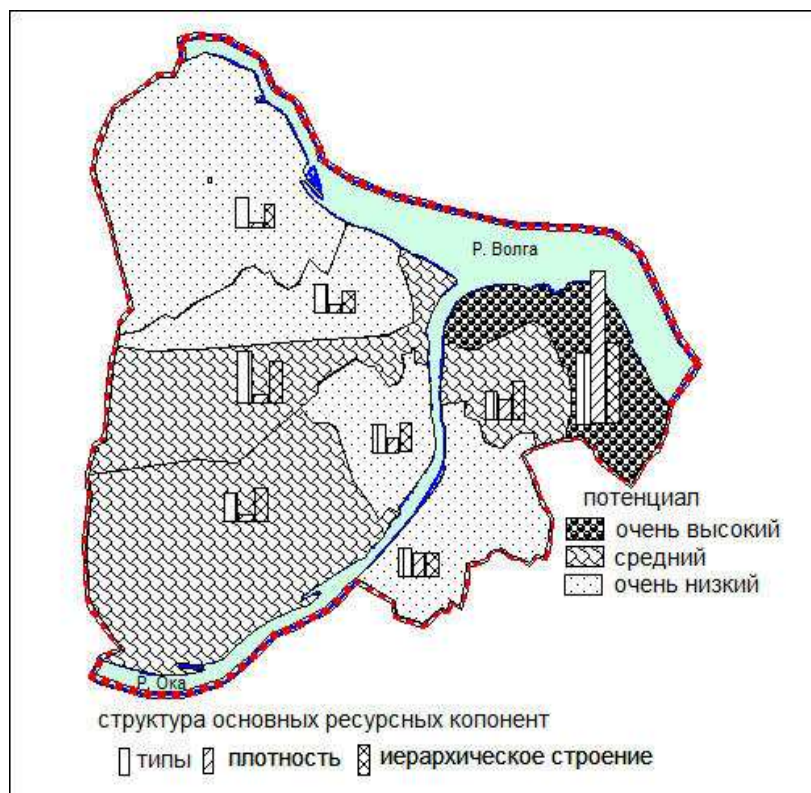 Р. Волга
потенциал
очень высокий
средний
очень низкий
Р. Ока
структура основных ресурсных копонент
типы плотность иерархическое строение